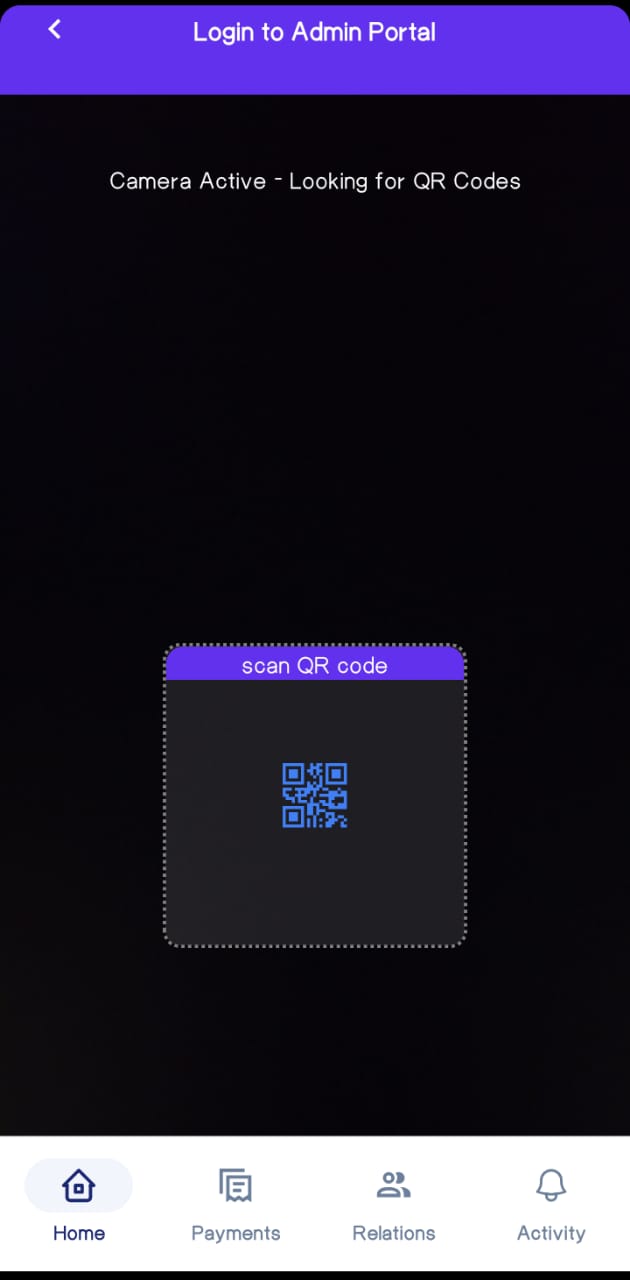 Login to Admin Portal
Camera Active - Looking for QR Codes
scan QR code
Home
Payments
Relations
Activity